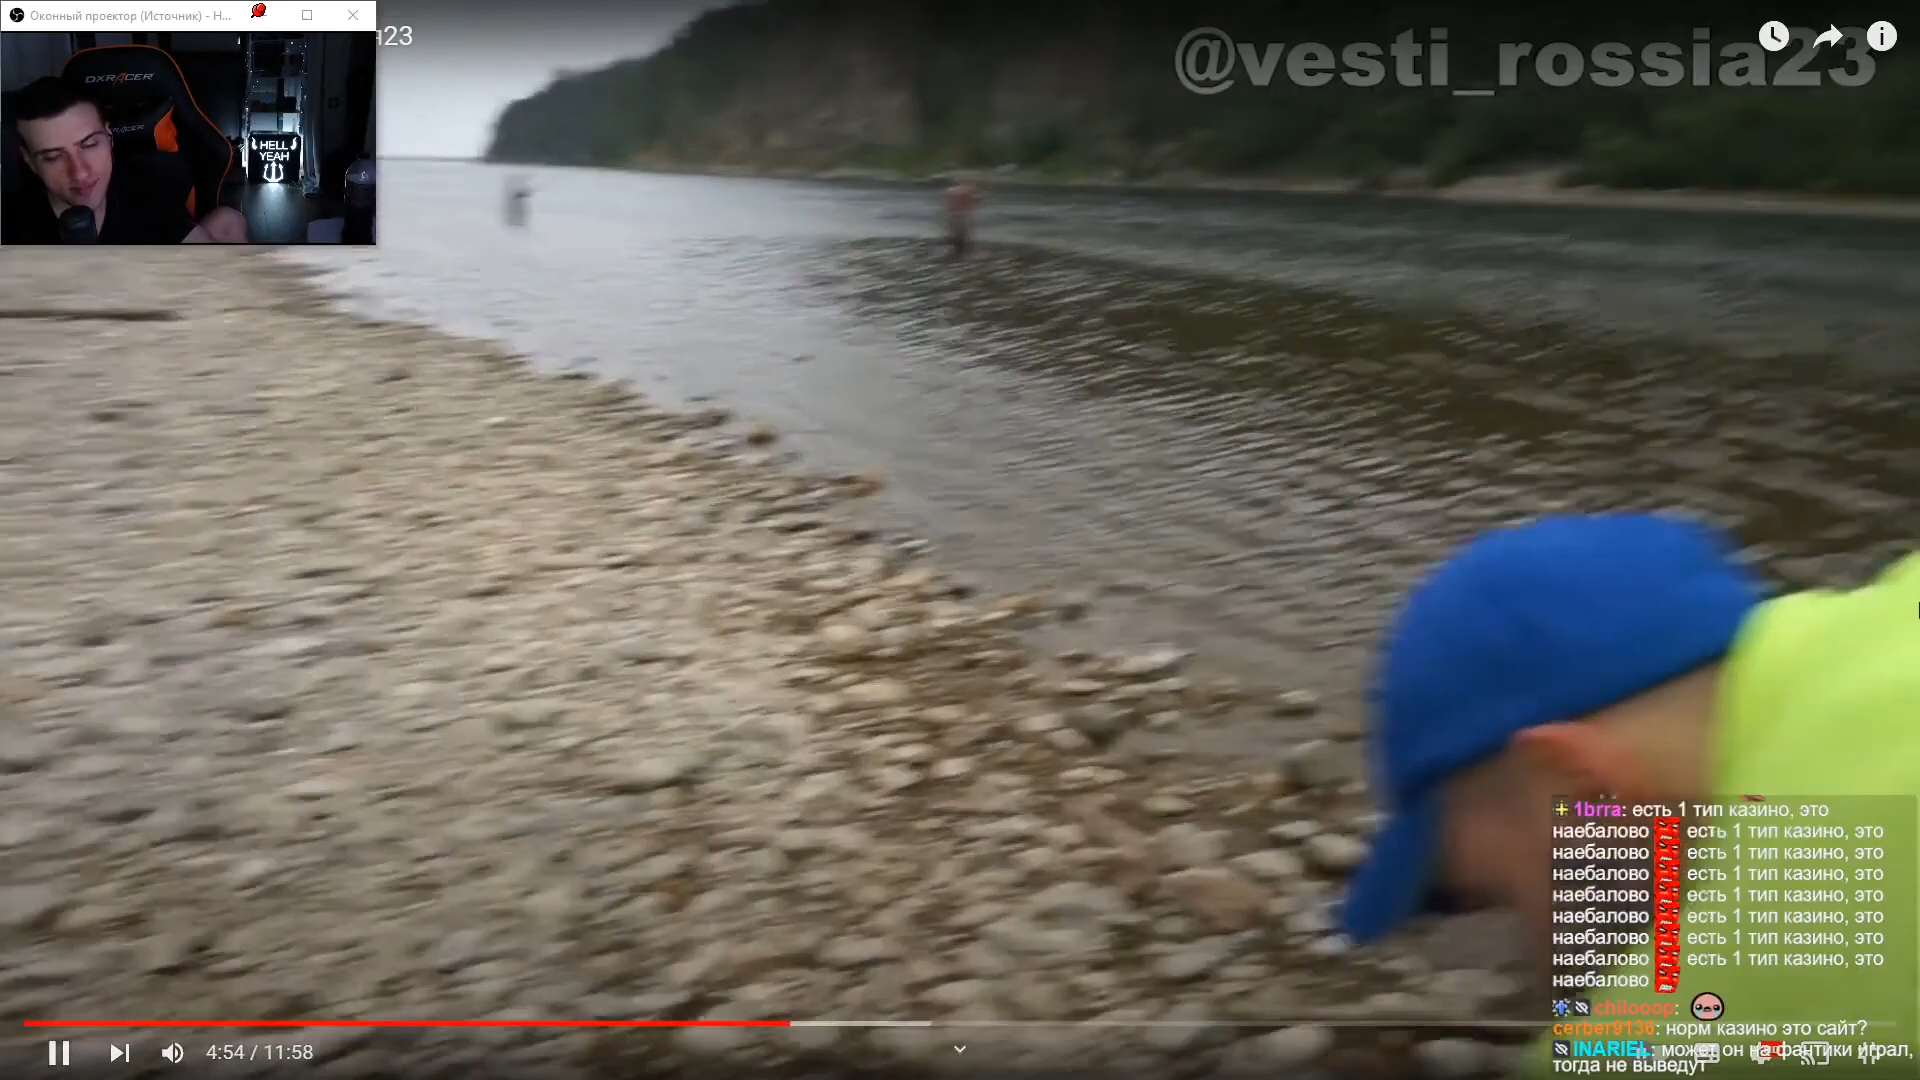 Оконный проектор (Источник) - Н...
а23
@vesti_rossia23
DXRACER
HELL
YEAH
1brra: есть 1 тип казино, это
наебалово есть 1 тип казино, это
наебалово есть 1 тип казино, это
наебалово есть 1 тип казино, это
наебалово есть 1 тип казино, это
наебалово есть 1 тип казино, это
наебалово есть 1 тип казино, это
наебалово есть 1 тип казино, это
наебалово
chilooop:
cerber9136: норм казино это сайт?
INARIEL: может он на фантики играл,
тогда не выведут
4:54 / 11:58